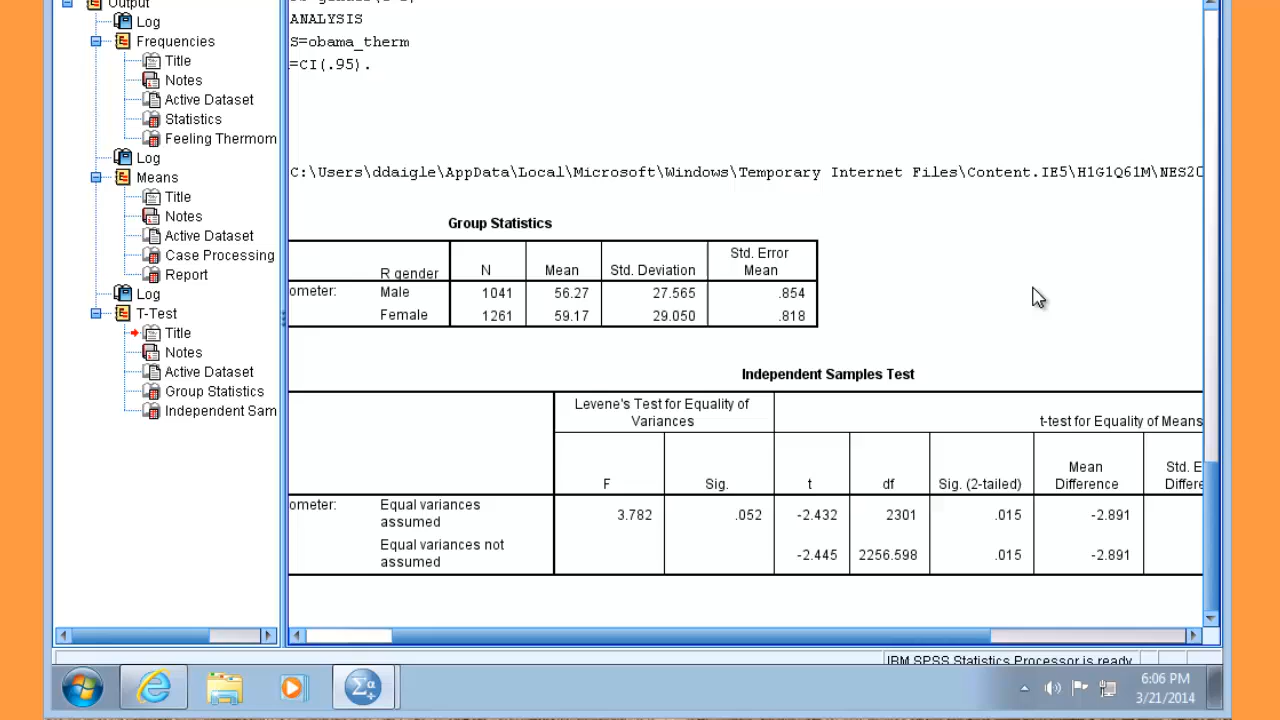 Output
Log
Frequencies
Title
Notes
Active Dataset
Statistics
Feeling Thermom
Log
Means
Title
Notes
Active Dataset
Case Processing
Report
Log
T-Test
Title
Notes
Active Dataset
Group Statistics
Independent Sam
ANALYSIS
S=obama_therm
=CI(.95).
C:\Users\ddaigle\AppData\Local\Microsoft\Windows\Temporary Internet Files\Content.IE5\H1G1Q61M\NES2
Group Statistics
R gender N Mean Std. Deviation Std. Error Mean
ometer: Male 1041 56.27 27.565 .854
Female 1261 59.17 29.050 .818
Independent Samples Test
Levene's Test for Equality of Variances
t-test for Equality of Means
F Sig. t df Sig. (2-tailed) Mean Difference Std. E Differe
ometer: Equal variances assumed 3.782 .052 -2.432 2301 .015 -2.891
Equal variances not assumed -2.445 2256.598 .015 -2.891
IBM SPSS Statistics Processor is ready
6:06 PM
3/21/2014